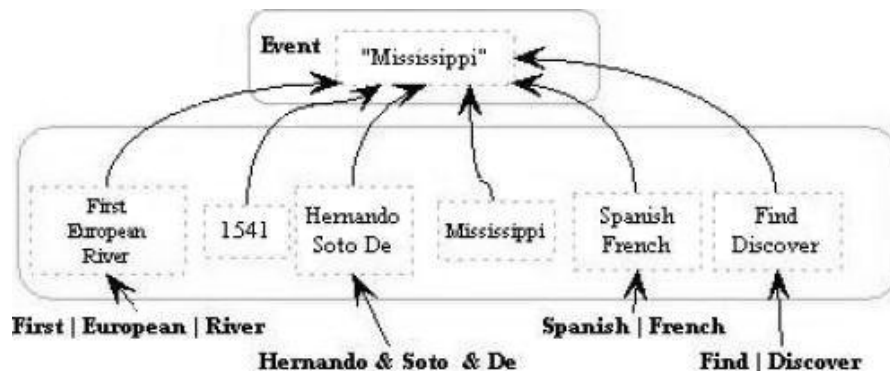 Event
"Mississippi"
First
European
River
1541
Hernando
Soto De
Mississippi
Spanish
French
Find
Discover
First | European | River
Spanish | French
Hernando & Soto & De
Find | Discover